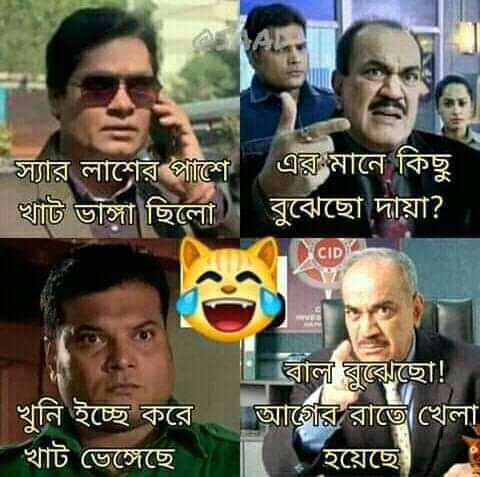 স্যার লাশের পাশে
খাট ভাঙ্গা ছিলো
এর মানে কিছু
বুঝেছো দায়া?
খুনি ইচ্ছে করে
খাট ভেঙ্গেছে
CID
বাল বুঝেছো!
আগের রাতে খেলা
হয়েছে